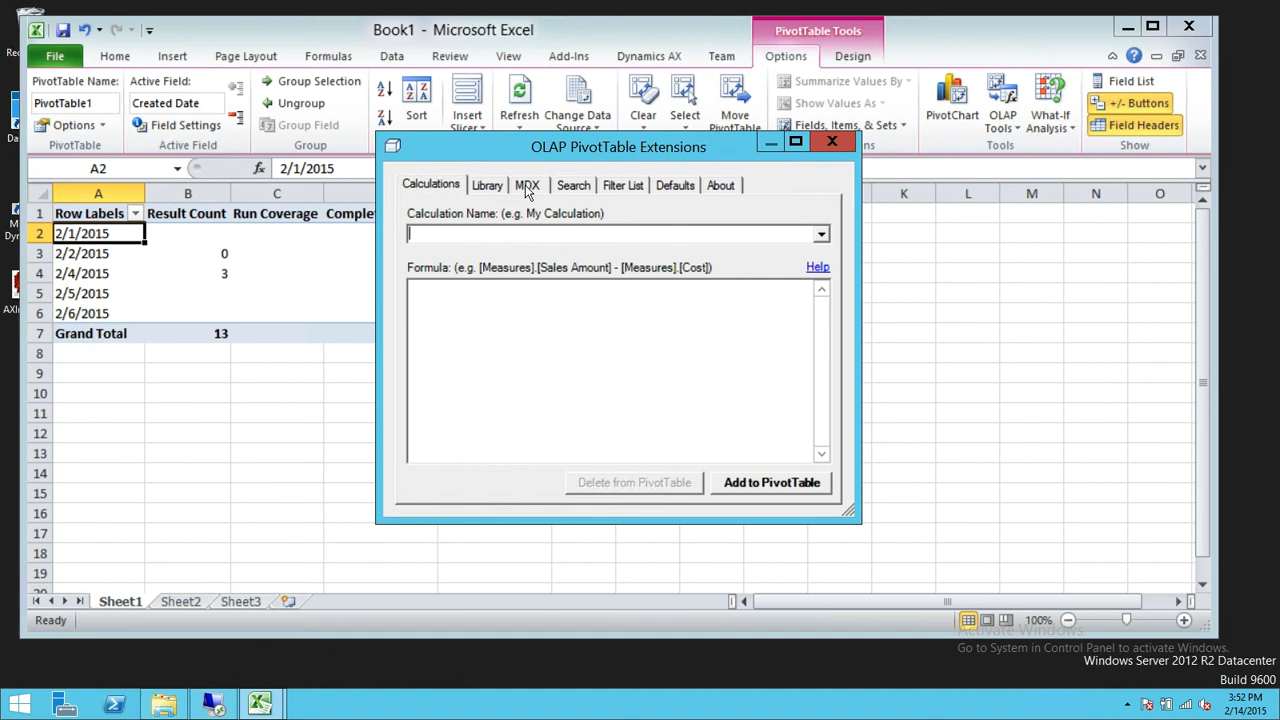 Book1 - Microsoft Excel
PivotTable Tools
File Home Insert Page Layout Formulas Data Review View Add-Ins Dynamics AX Team Options Design
PivotTable Name: Active Field: Group Selection Summarize Values By Field List
PivotTable1 Created Date Ungroup Show Values As +/- Buttons
Options Field Settings Group Field Sort Insert Slicer Refresh Change Data Source Clear Select Move PivotTable Fields, Items, & Sets PivotChart OLAP Tools What-If Analysis Field Headers
PivotTable Group Tools Show
A2 fx 2/1/2015
OLAP PivotTable Extensions
Calculations Library MDX Search Filter List Defaults About
Calculation Name: (e.g. My Calculation)
Formula: (e.g. [Measures].[Sales Amount] - [Measures].[Cost]) Help
Delete from PivotTable Add to PivotTable
A B C K L M N O
1 Row Labels Result Count Run Coverage Complet
2 2/1/2015
3 2/2/2015 0
4 2/4/2015 3
5 2/5/2015
6 2/6/2015
7 Grand Total 13
8
9
10
11
12
13
14
15
16
17
18
19
Sheet1 Sheet2 Sheet3
Ready 100%
Activate Windows
Go to System in Control Panel to activate Windows.
Windows Server 2012 R2 Datacenter
Build 9600
3:52 PM
2/14/2015